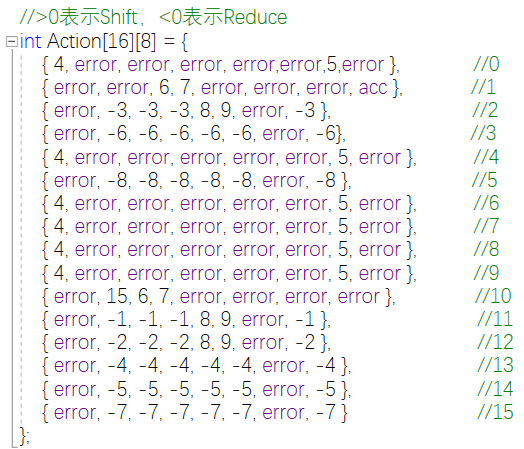 //>0表示Shift，<0表示Reduce
int Action[16][8] = {
{ 4, error, error, error, error,error,5,error }, //0
{ error, error, 6, 7, error, error, error, acc }, //1
{ error, -3, -3, -3, 8, 9, error, -3 }, //2
{ error, -6, -6, -6, -6, -6, error, -6}, //3
{ 4, error, error, error, error, error, 5, error }, //4
{ error, -8, -8, -8, -8, -8, error, -8 }, //5
{ 4, error, error, error, error, error, 5, error }, //6
{ 4, error, error, error, error, error, 5, error }, //7
{ 4, error, error, error, error, error, 5, error }, //8
{ 4, error, error, error, error, error, 5, error }, //9
{ error, 15, 6, 7, error, error, error, error }, //10
{ error, -1, -1, -1, 8, 9, error, -1 }, //11
{ error, -2, -2, -2, 8, 9, error, -2 }, //12
{ error, -4, -4, -4, -4, -4, error, -4 }, //13
{ error, -5, -5, -5, -5, -5, error, -5 }, //14
{ error, -7, -7, -7, -7, -7, error, -7 } //15
};